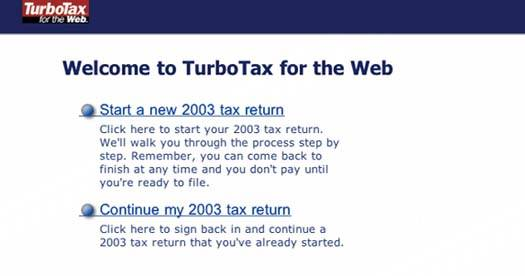 TurboTax
for the Web.
Welcome to TurboTax for the Web
Start a new 2003 tax return
Click here to start your 2003 tax return.
We'll walk you through the process step by
step. Remember, you can come back to
finish at any time and you don't pay until
you're ready to file.
Continue my 2003 tax return
Click here to sign back in and continue a
2003 tax return that you've already started.